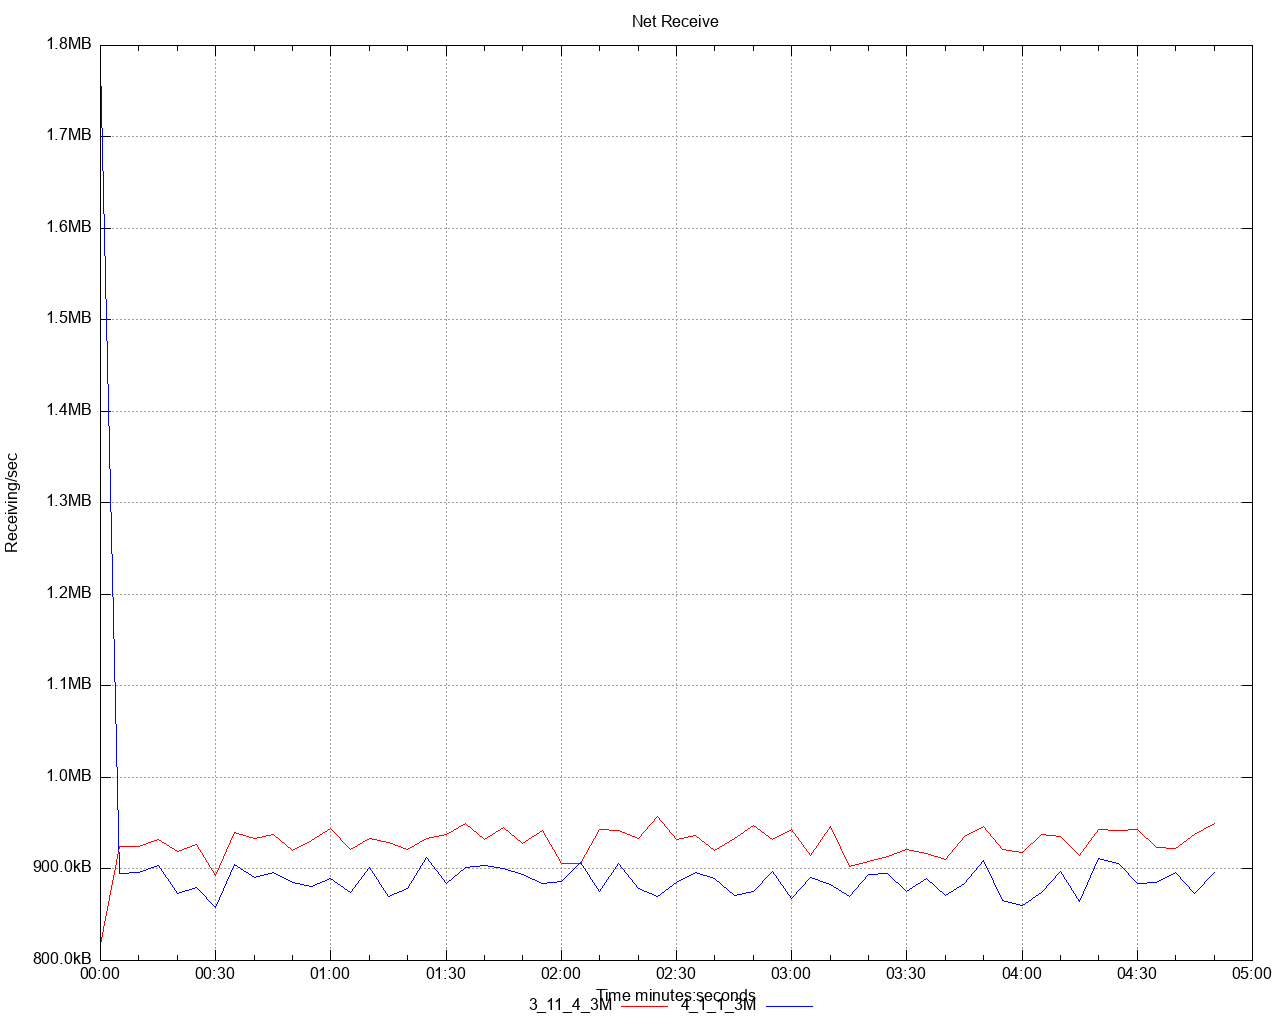 Net Receive
1.8MB
1.7MB
1.6MB
1.5MB
1.4MB
1.3MB
1.2MB
1.1MB
1.0MB
900.0kB
800.0kB
Receiving/sec
00:00 00:30 01:00 01:30 02:00 02:30 03:00 03:30 04:00 04:30 05:00
Time minutes:seconds
3_11_4_3M 4_1_1_3M